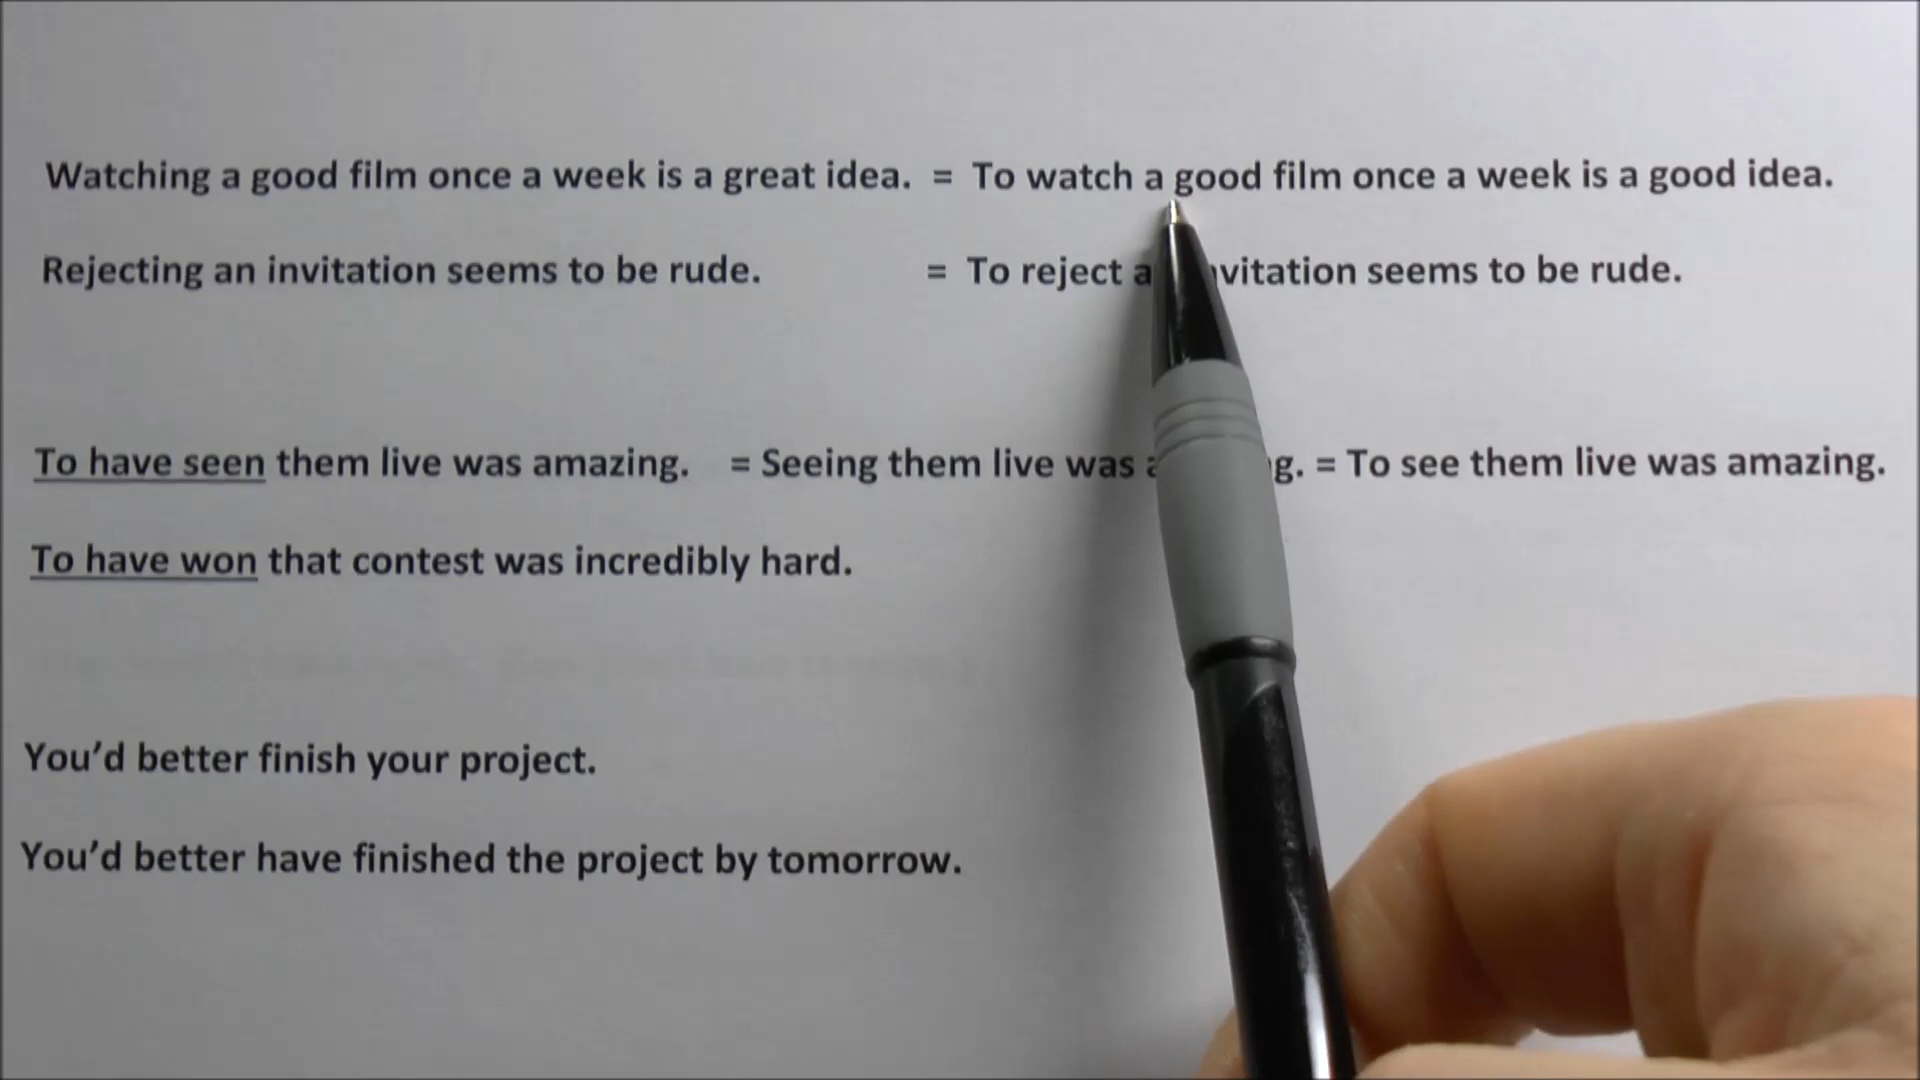 Watching a good film once a week is a great idea. = To watch a good film once a week is a good idea.
Rejecting an invitation seems to be rude. = To reject seems to be rude.
To have seen them live was amazing. = Seeing them live was = To see them live was amazing.
To have won that contest was incredibly hard.
You’d better finish your project.
You’d better have finished the project by tomorrow.